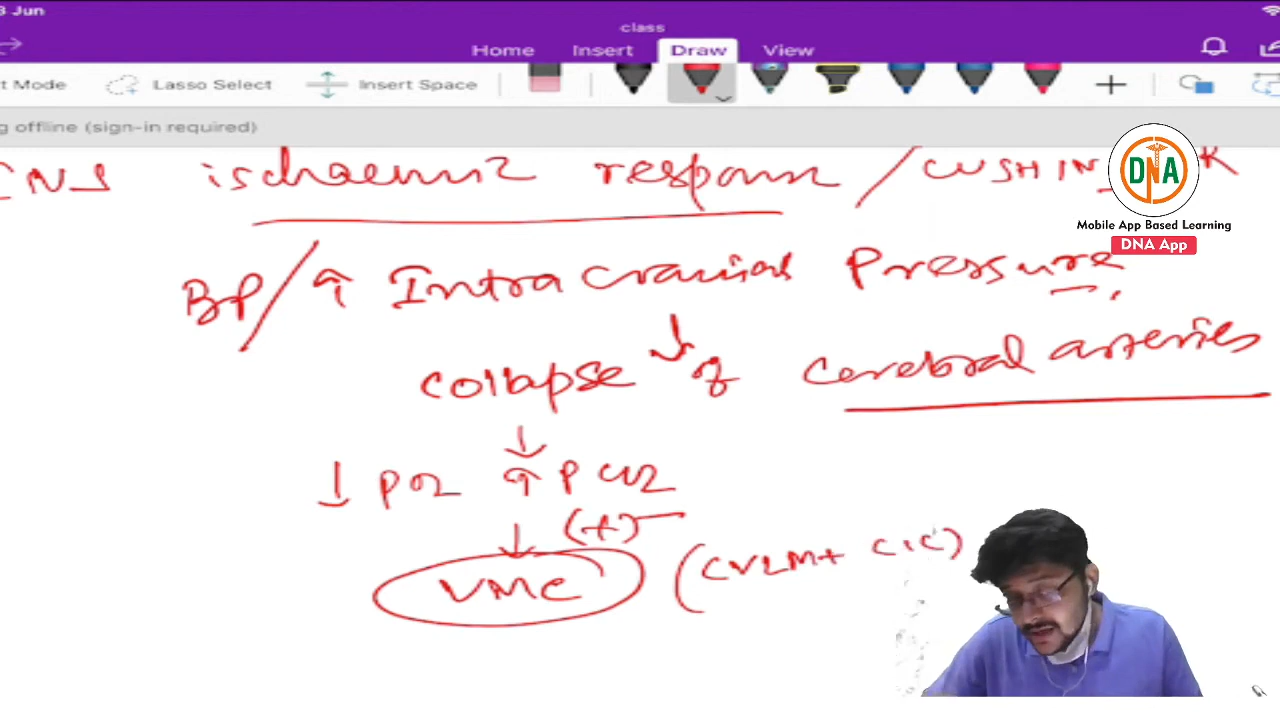 3 Jun
class
Home Insert Draw View
t Mode Lasso Select Insert Space
g offline (sign-in required)
CNS ischaemic response / CUSHIN K
DNA
Mobile App Based Learning
DNA App
BP/↑ Intracranial Pressure
↓
collapse of cerebral arteries
↓
↓ PO2 ↑ PCO2
↓ (+)
VMC (CVLM+ CIC)